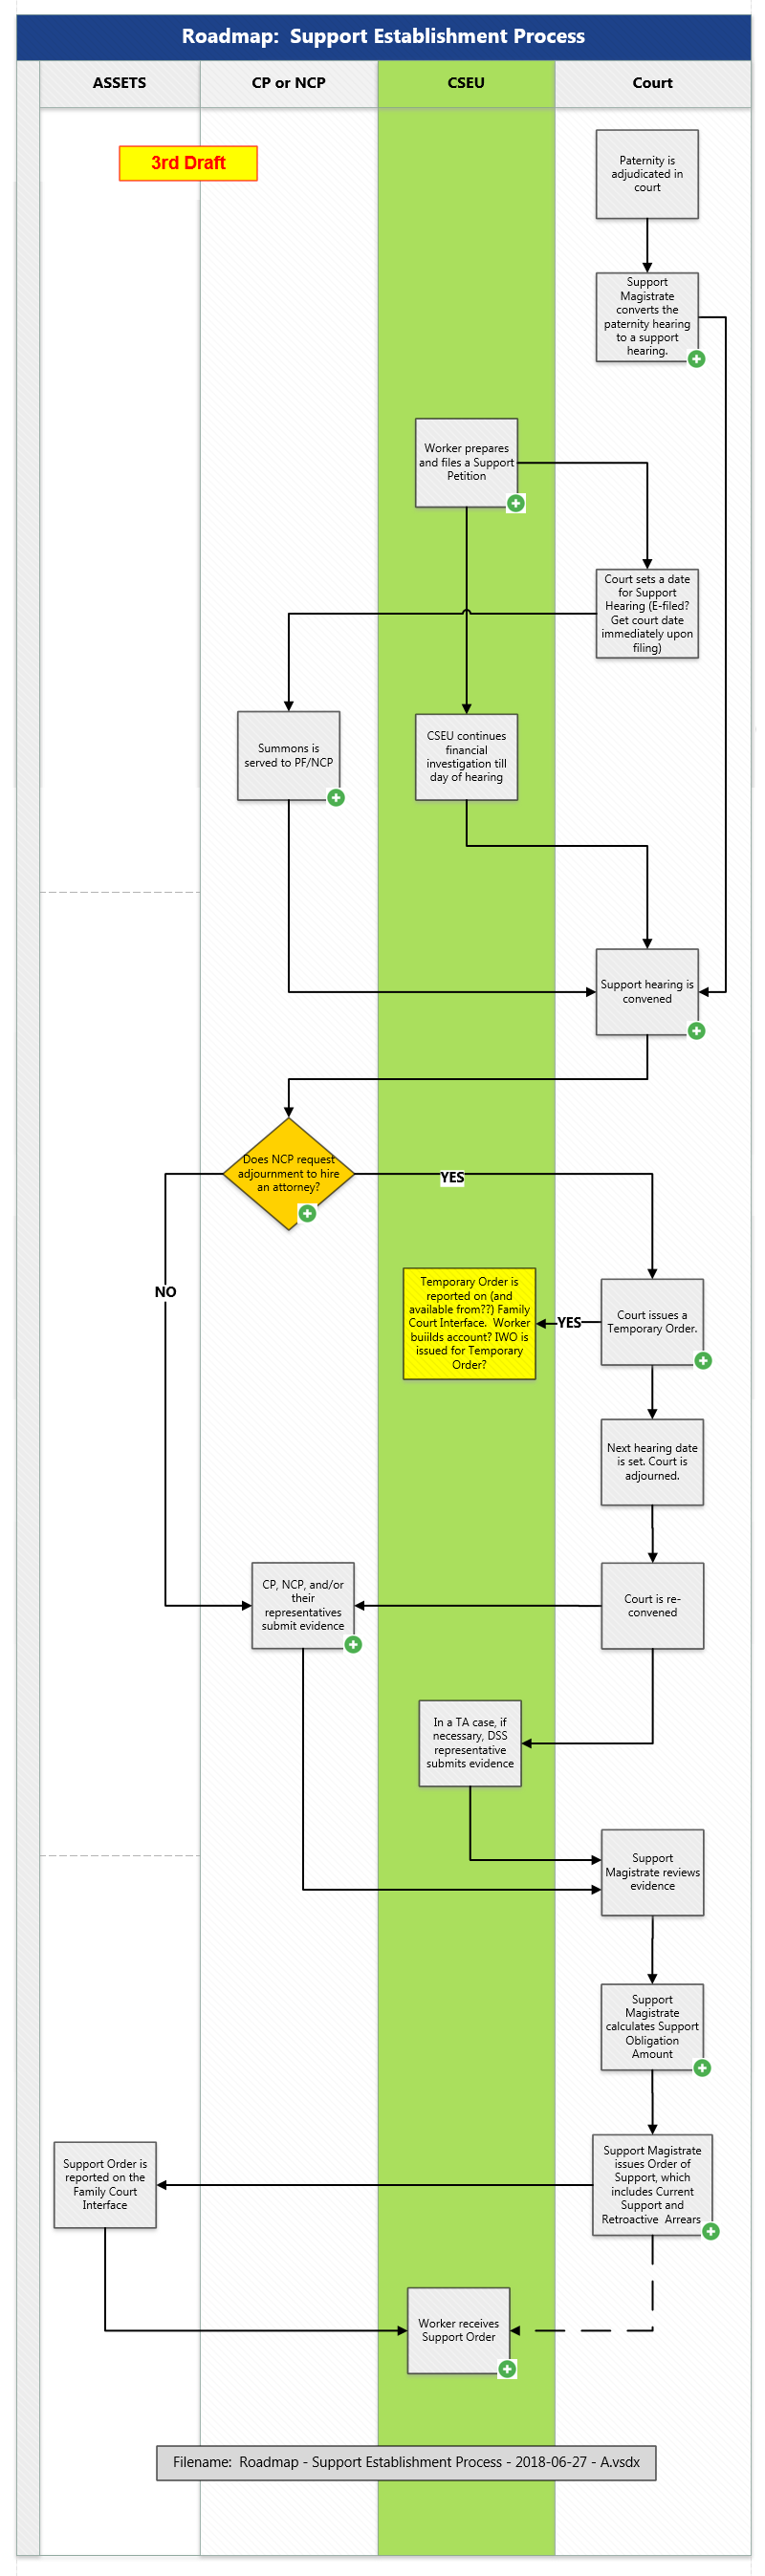 Roadmap:  Support Establishment Process
ASSETS
CP or NCP
CSEU
Court
3rd Draft
Paternity is
adjudicated in
court
Support
Magistrate
converts the
paternity hearing
to a support
hearing.
Worker prepares
and files a Support
Petition
Court sets a date
for Support
Hearing (E-filed?
Get court date
immediately upon
filing)
Summons is
served to PF/NCP
CSEU continues
financial
investigation till
day of hearing
Support hearing is
convened
Does NCP request
adjournment to hire
an attorney?
YES
NO
Temporary Order is
reported on (and
available from??) Family
Court Interface.  Worker
buiilds account? IWO is
issued for Temporary
Order?
YES
Court issues a
Temporary Order.
Next hearing date
is set. Court is
adjourned.
CP, NCP, and/or
their
representatives
submit evidence
Court is re-
convened
In a TA case, if
necessary, DSS
representative
submits evidence
Support
Magistrate reviews
evidence
Support
Magistrate
calculates Support
Obligation
Amount
Support Order is
reported on the
Family Court
Interface
Support Magistrate
issues Order of
Support, which
includes Current
Support and
Retroactive  Arrears
Worker receives
Support Order
Filename:  Roadmap - Support Establishment Process - 2018-06-27 - A.vsdx